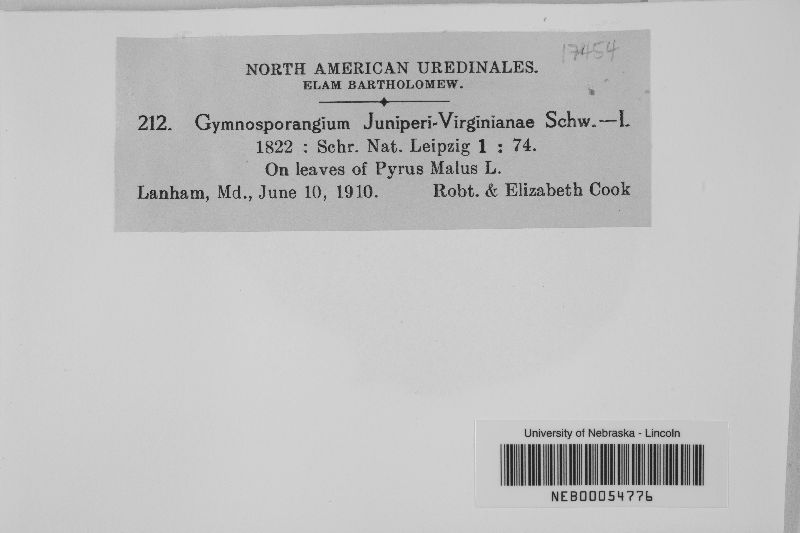 17454
NORTH AMERICAN UREDINALES.
ELAM BARTHOLOMEW.
212. Gymnosporangium Juniperi-Virginianae Schw.—I.
1822 : Schr. Nat. Leipzig 1 : 74.
On leaves of Pyrus Malus L.
Lanham, Md., June 10, 1910. Robt. & Elizabeth Cook
University of Nebraska - Lincoln
NEB00054776